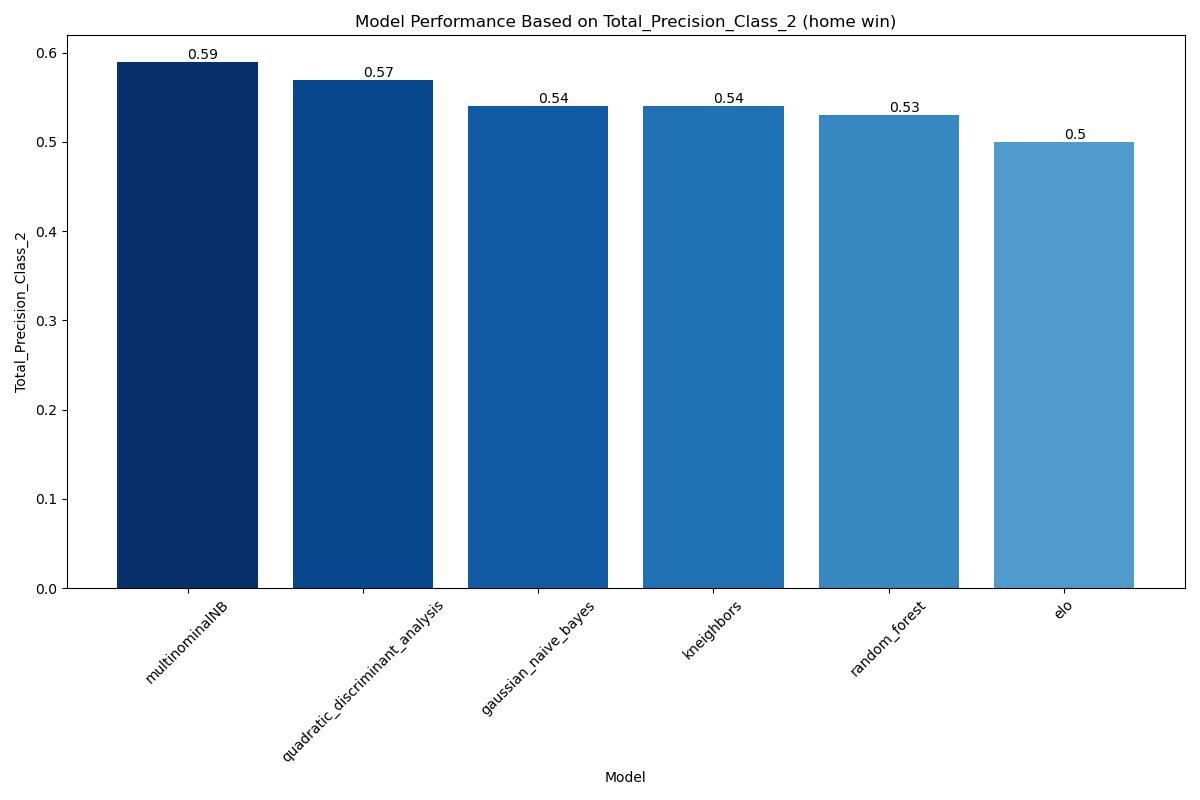 Model Performance Based on Total_Precision_Class_2 (home win)
Total_Precision_Class_2
0.6
0.5
0.4
0.3
0.2
0.1
0.0
0.59
0.57
0.54
0.54
0.53
0.5
multinominalNB
quadratic_discriminant_analysis
gaussian_naive_bayes
kneighbors
random_forest
elo
Model